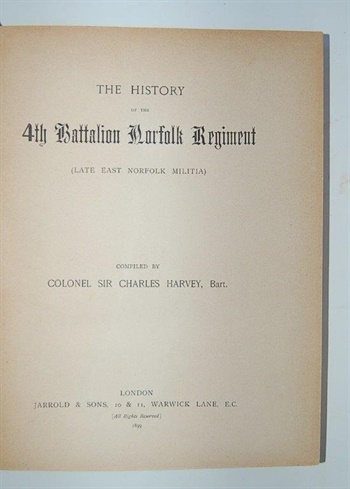 THE HISTORY
OF THE
4th Battalion Norfolk Regiment
(LATE EAST NORFOLK MILITIA)
COMPILED BY
COLONEL SIR CHARLES HARVEY, Bart.
LONDON
JARROLD & SONS, 10 & 11, WARWICK LANE, E.C.
[All Rights Reserved]
1899